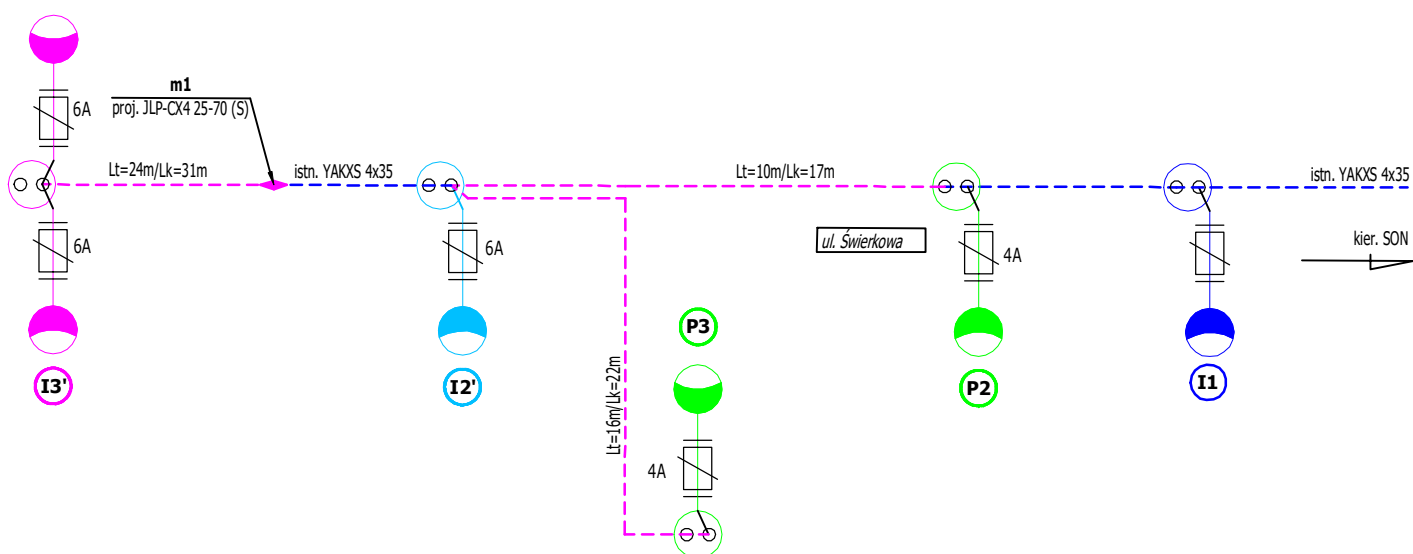 m1
proj. JLP-CX4 25-70 (S)
6A
Lt=24m/Lk=31m
istn. YAKXS 4x35
Lt=10m/Lk=17m
istn. YAKXS 4x35
6A
6A
ul. Świerkowa
4A
kier. SON
P3
Lt=16m/Lk=22m
I3'
I2'
P2
I1
4A